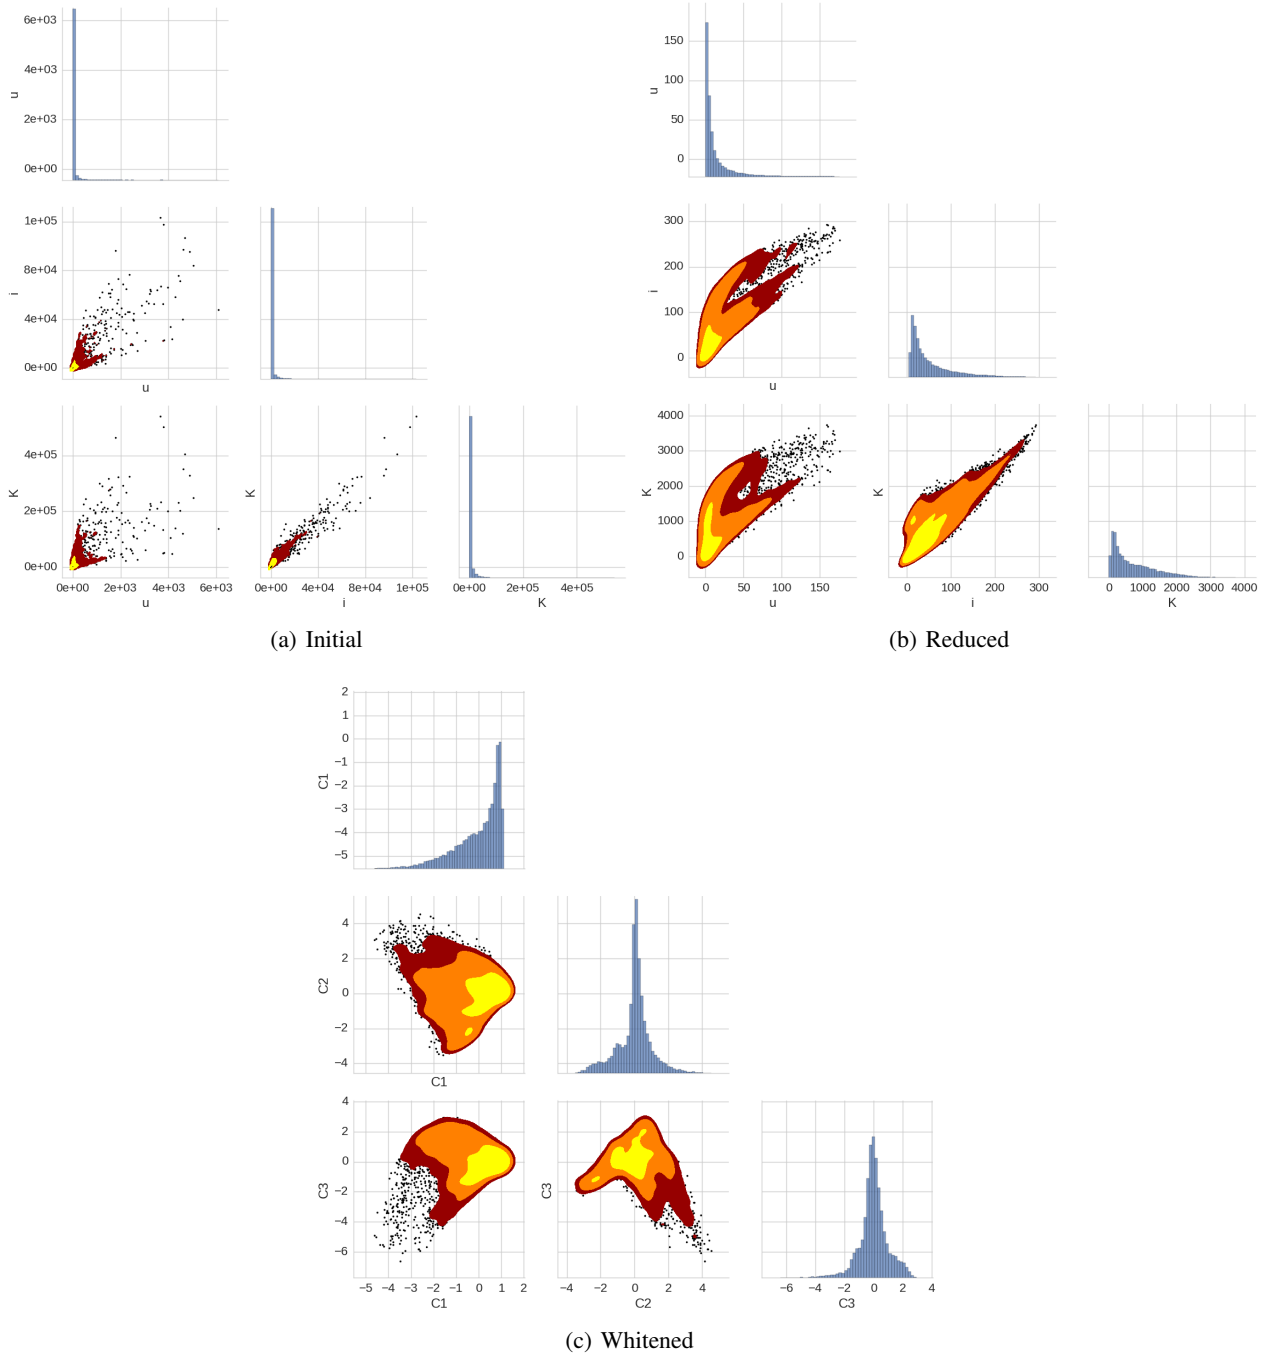 6e+03
4e+03
2e+03
0e+00
u
1e+05
8e+04
4e+04
0e+00
i
u
4e+05
2e+05
0e+00
K
K
0e+00 2e+03 4e+03 6e+03
u
0e+00 4e+04 8e+04 1e+05
i
0e+00 2e+05 4e+05
K
(a) Initial
150
100
50
0
u
300
200
100
0
i
u
4000
3000
2000
1000
0
K
K
0 50 100 150
u
0 100 200 300
i
0 1000 2000 3000 4000
K
(b) Reduced
2
1
0
−1
−2
−3
−4
−5
C1
4
2
0
−2
−4
C2
C1
4
2
0
−2
−4
−6
C3
C3
−5 −4 −3 −2 −1 0 1 2
C1
−4 −2 0 2 4
C2
−6 −4 −2 0 2 4
C3
(c) Whitened